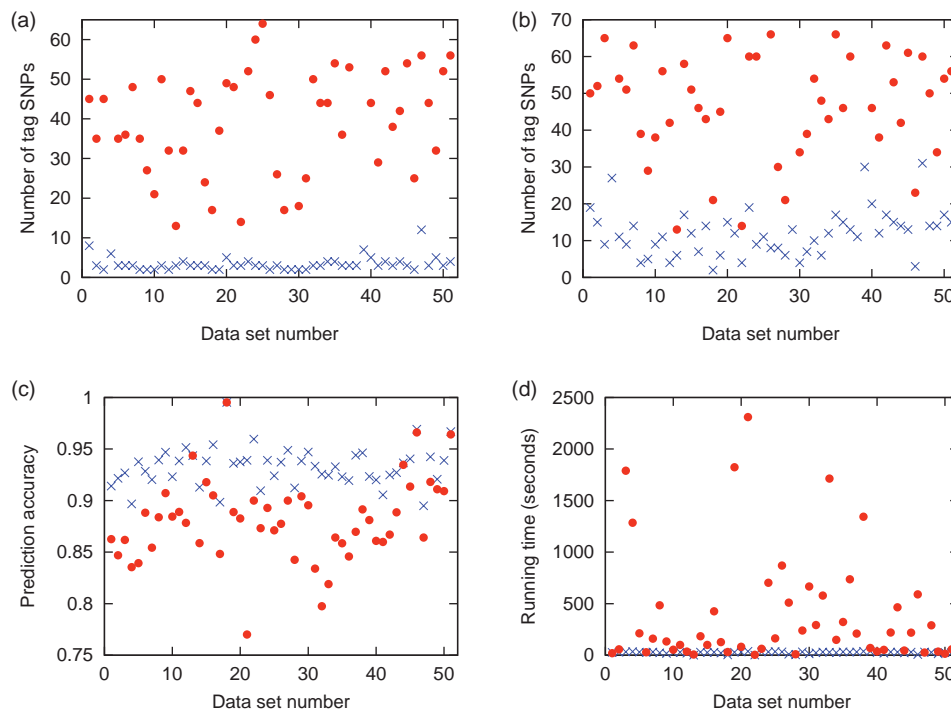 (a)
Number of tag SNPs
60
50
40
30
20
10
0
0 10 20 30 40 50
Data set number
(b)
Number of tag SNPs
70
60
50
40
30
20
10
0
0 10 20 30 40 50
Data set number
(c)
Prediction accuracy
1
0.95
0.9
0.85
0.8
0.75
0 10 20 30 40 50
Data set number
(d)
Running time (seconds)
2500
2000
1500
1000
500
0
0 10 20 30 40 50
Data set number